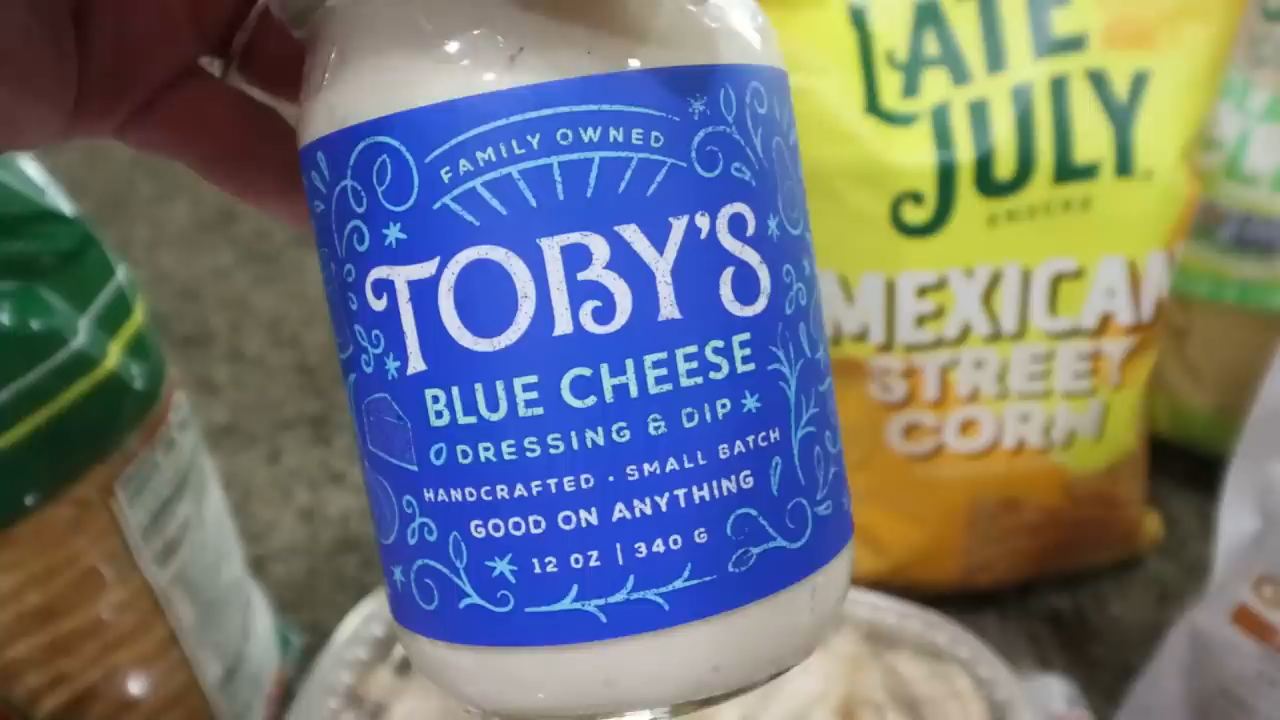 FAMILY OWNED
TOBY'S
BLUE CHEESE
DRESSING & DIP
HANDCRAFTED · SMALL BATCH
GOOD ON ANYTHING
12 OZ | 340 G
LATE
JULY
SNACKS
MEXICAN
STREET
CORN